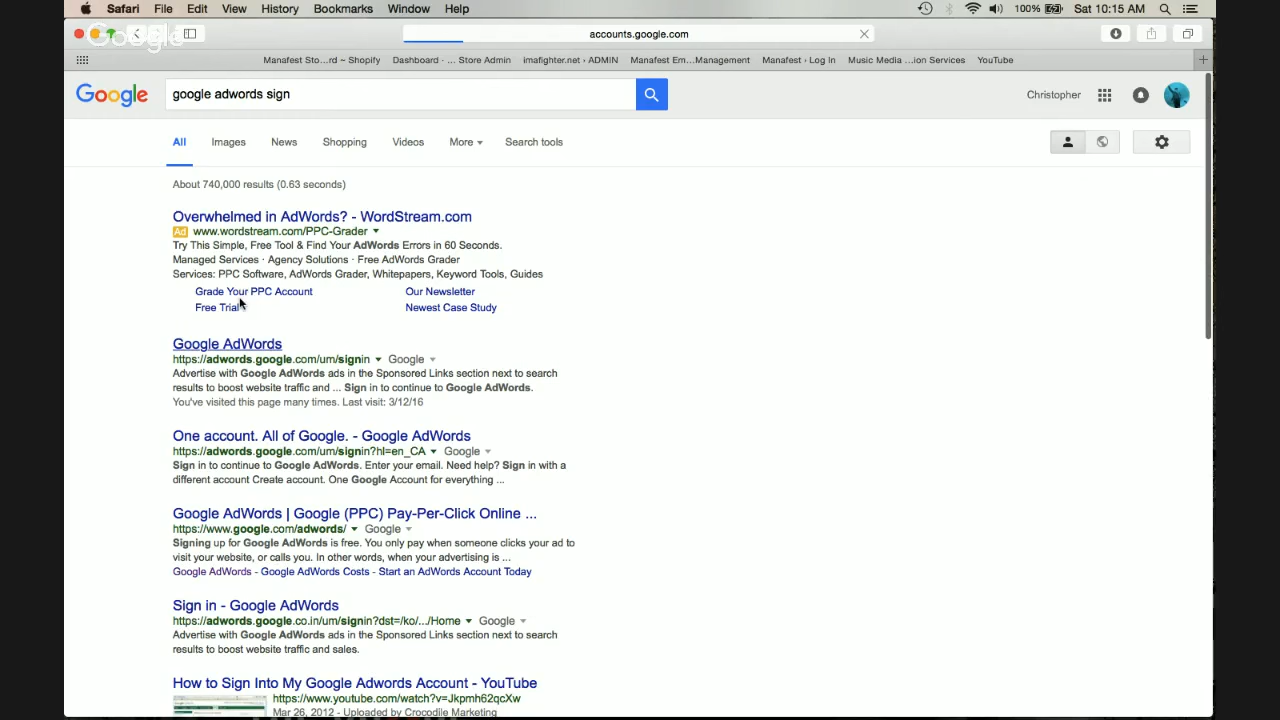 Safari File Edit View History Bookmarks Window Help 100% Sat 10:15 AM
Google
accounts.google.com
Manafest Sto...rd ~ Shopify Dashboard - ... Store Admin imafighter.net › ADMIN Manafest Em...Management Manafest › Log In Music Media ...ion Services YouTube
Google google adwords sign Christopher
All Images News Shopping Videos More Search tools
About 740,000 results (0.63 seconds)
Overwhelmed in AdWords? - WordStream.com
Ad www.wordstream.com/PPC-Grader
Try This Simple, Free Tool & Find Your AdWords Errors in 60 Seconds.
Managed Services · Agency Solutions · Free AdWords Grader
Services: PPC Software, AdWords Grader, Whitepapers, Keyword Tools, Guides
Grade Your PPC Account Our Newsletter
Free Trial Newest Case Study
Google AdWords
https://adwords.google.com/um/signin Google
Advertise with Google AdWords ads in the Sponsored Links section next to search
results to boost website traffic and ... Sign in to continue to Google AdWords.
You've visited this page many times. Last visit: 3/12/16
One account. All of Google. - Google AdWords
https://adwords.google.com/um/signin?hl=en_CA Google
Sign in to continue to Google AdWords. Enter your email. Need help? Sign in with a
different account Create account. One Google Account for everything ...
Google AdWords | Google (PPC) Pay-Per-Click Online ...
https://www.google.com/adwords/ Google
Signing up for Google AdWords is free. You only pay when someone clicks your ad to
visit your website, or calls you. In other words, when your advertising is ...
Google AdWords - Google AdWords Costs - Start an AdWords Account Today
Sign in - Google AdWords
https://adwords.google.co.in/um/signin?dst=/ko/.../Home Google
Advertise with Google AdWords ads in the Sponsored Links section next to search
results to boost website traffic and sales.
How to Sign Into My Google Adwords Account - YouTube
https://www.youtube.com/watch?v=Jkpmh62qcXw
Mar 26, 2012 - Uploaded by Crocodile Marketing